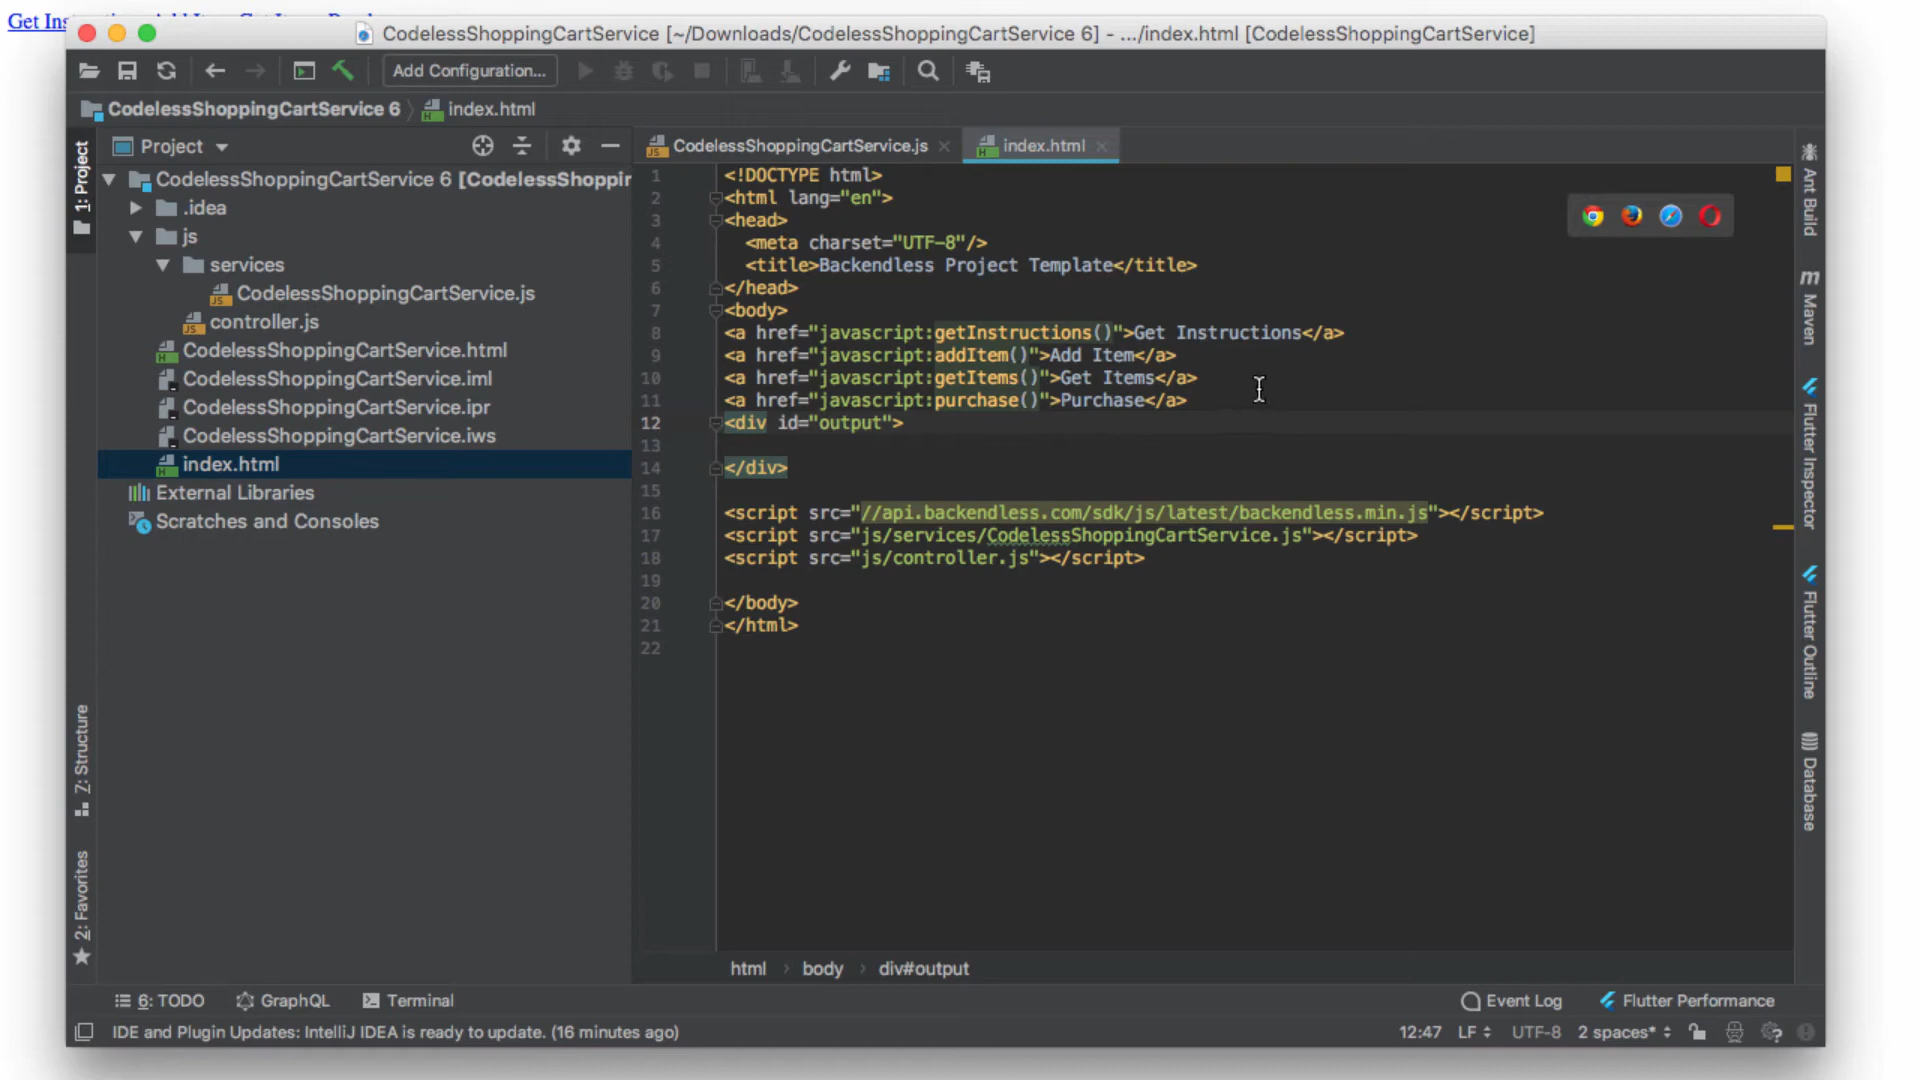 Get Ins
CodelessShoppingCartService [~/Downloads/CodelessShoppingCartService 6] - .../index.html [CodelessShoppingCartService]
Add Configuration...
CodelessShoppingCartService 6
index.html
1: Project
7: Structure
2: Favorites
Project
CodelessShoppingCartService 6 [CodelessShoppin
.idea
js
services
CodelessShoppingCartService.js
controller.js
CodelessShoppingCartService.html
CodelessShoppingCartService.iml
CodelessShoppingCartService.ipr
CodelessShoppingCartService.iws
index.html
External Libraries
Scratches and Consoles
CodelessShoppingCartService.js
index.html
1 <!DOCTYPE html>
2 <html lang="en">
3 <head>
4 <meta charset="UTF-8"/>
5 <title>Backendless Project Template</title>
6 </head>
7 <body>
8 <a href="javascript:getInstructions()">Get Instructions</a>
9 <a href="javascript:addItem()">Add Item</a>
10 <a href="javascript:getItems()">Get Items</a>
11 <a href="javascript:purchase()">Purchase</a>
12 <div id="output">
13
14 </div>
15
16 <script src="//api.backendless.com/sdk/js/latest/backendless.min.js"></script>
17 <script src="js/services/CodelessShoppingCartService.js"></script>
18 <script src="js/controller.js"></script>
19
20 </body>
21 </html>
22
html
body
div#output
Ant Build
Maven
Flutter Inspector
Flutter Outline
Database
6: TODO
GraphQL
Terminal
Event Log
Flutter Performance
IDE and Plugin Updates: IntelliJ IDEA is ready to update. (16 minutes ago)
12:47
LF
UTF-8
2 spaces*